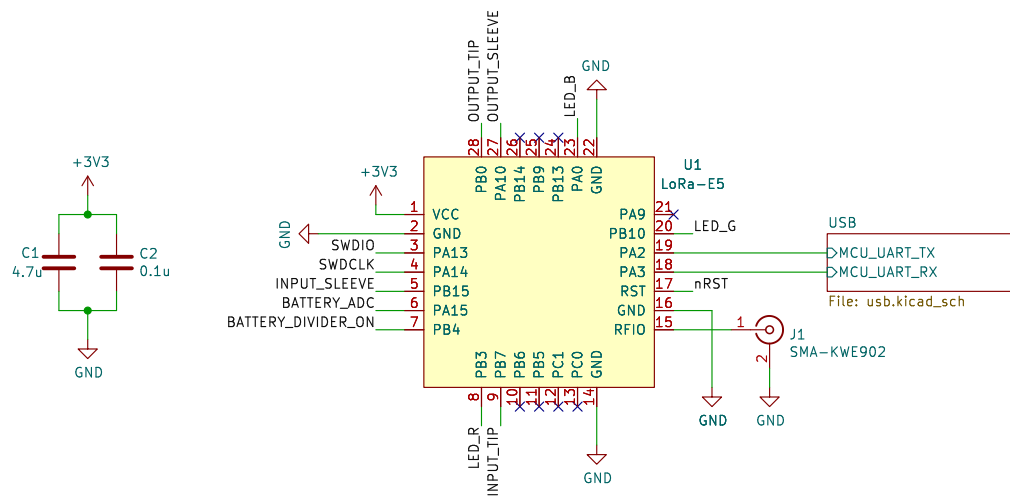 +3V3
C1
4.7u
C2
0.1u
GND
OUTPUT_TIP
OUTPUT_SLEEVE
LED_B
GND
28
27
26
25
24
23
22
PB0
PA10
PB14
PB9
PB13
PA0
GND
U1
LoRa-E5
+3V3
1 VCC
GND 2 GND
SWDIO 3 PA13
SWDCLK 4 PA14
INPUT_SLEEVE 5 PB15
BATTERY_ADC 6 PA15
BATTERY_DIVIDER_ON 7 PB4
PA9 21
PB10 20 LED_G
PA2 19
PA3 18
RST 17 nRST
GND 16
RFIO 15
PB3
PB7
PB6
PB5
PC1
PC0
GND
8
9
10
11
12
13
14
LED_R
INPUT_TIP
GND
GND
USB
MCU_UART_TX
MCU_UART_RX
File: usb.kicad_sch
1
2
J1
SMA-KWE902
GND